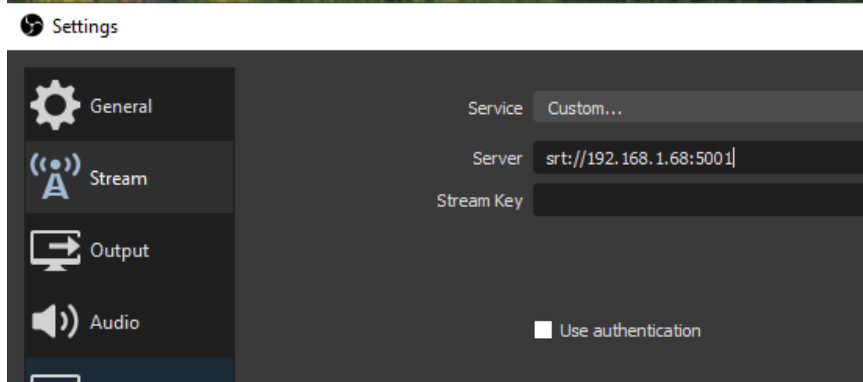 Settings
General
Stream
Output
Audio
Service Custom...
Server srt://192.168.1.68:5001
Stream Key
Use authentication